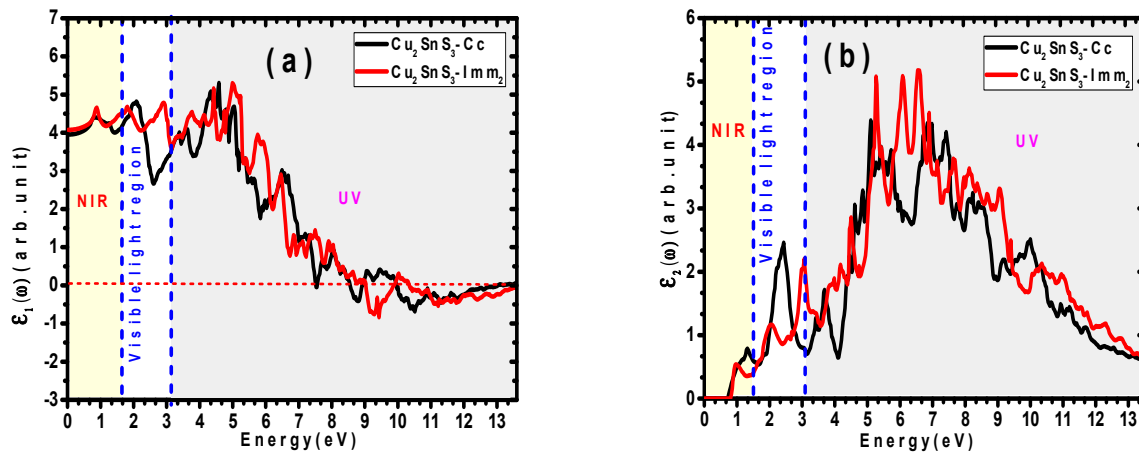 (a)
Cu₂SnS₃-Cc
Cu₂SnS₃-Imm₂
NIR
Visible light region
UV
ε₁(ω) (arb.unit)
7
6
5
4
3
2
1
0
-1
-2
-3
0 1 2 3 4 5 6 7 8 9 10 11 12 13
Energy(eV)
(b)
Cu₂SnS₃-Cc
Cu₂SnS₃-Imm₂
NIR
Visible light region
UV
ε₂(ω) (arb.unit)
6
5
4
3
2
1
0
0 1 2 3 4 5 6 7 8 9 10 11 12 13
Energy(eV)